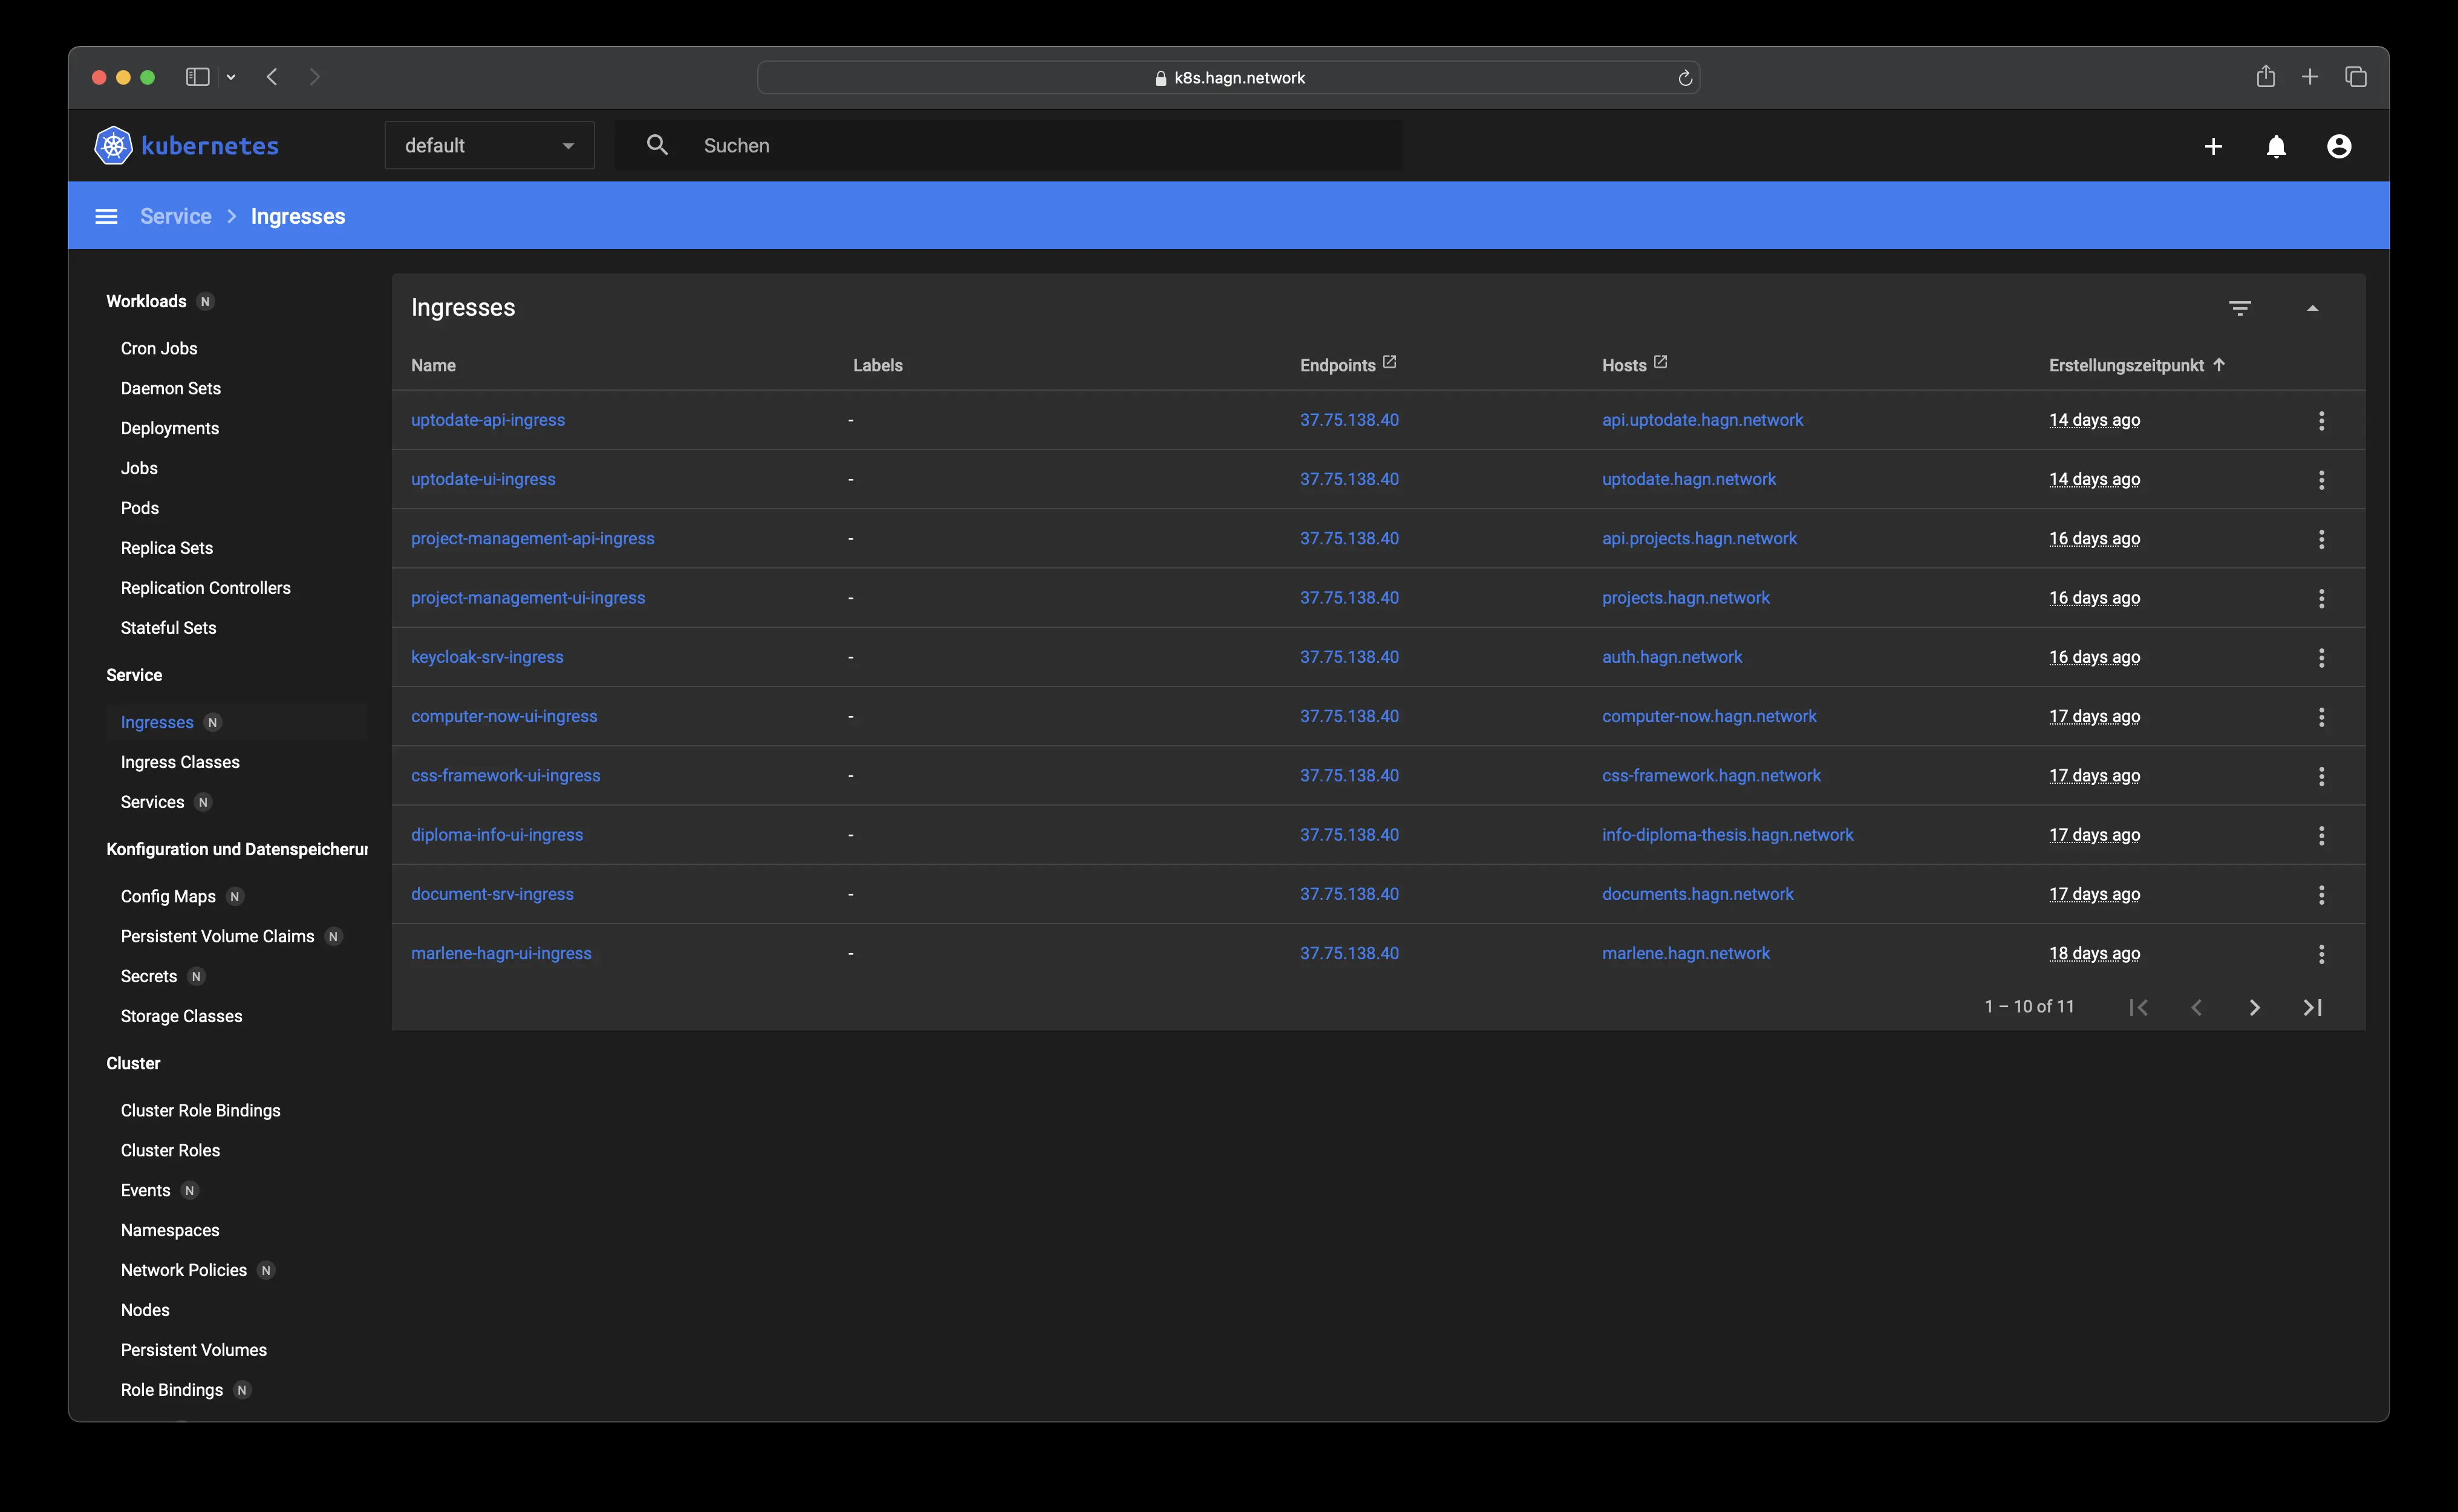 k8s.hagn.network
kubernetes
default
Suchen
Service
Ingresses
Workloads N
Cron Jobs
Daemon Sets
Deployments
Jobs
Pods
Replica Sets
Replication Controllers
Stateful Sets
Service
Ingresses N
Ingress Classes
Services N
Konfiguration und Datenspeicherur
Config Maps N
Persistent Volume Claims N
Secrets N
Storage Classes
Cluster
Cluster Role Bindings
Cluster Roles
Events N
Namespaces
Network Policies N
Nodes
Persistent Volumes
Role Bindings N
Ingresses
Name Labels Endpoints Hosts Erstellungszeitpunkt
uptodate-api-ingress - 37.75.138.40 api.uptodate.hagn.network 14 days ago
uptodate-ui-ingress - 37.75.138.40 uptodate.hagn.network 14 days ago
project-management-api-ingress - 37.75.138.40 api.projects.hagn.network 16 days ago
project-management-ui-ingress - 37.75.138.40 projects.hagn.network 16 days ago
keycloak-srv-ingress - 37.75.138.40 auth.hagn.network 16 days ago
computer-now-ui-ingress - 37.75.138.40 computer-now.hagn.network 17 days ago
css-framework-ui-ingress - 37.75.138.40 css-framework.hagn.network 17 days ago
diploma-info-ui-ingress - 37.75.138.40 info-diploma-thesis.hagn.network 17 days ago
document-srv-ingress - 37.75.138.40 documents.hagn.network 17 days ago
marlene-hagn-ui-ingress - 37.75.138.40 marlene.hagn.network 18 days ago
1 – 10 of 11